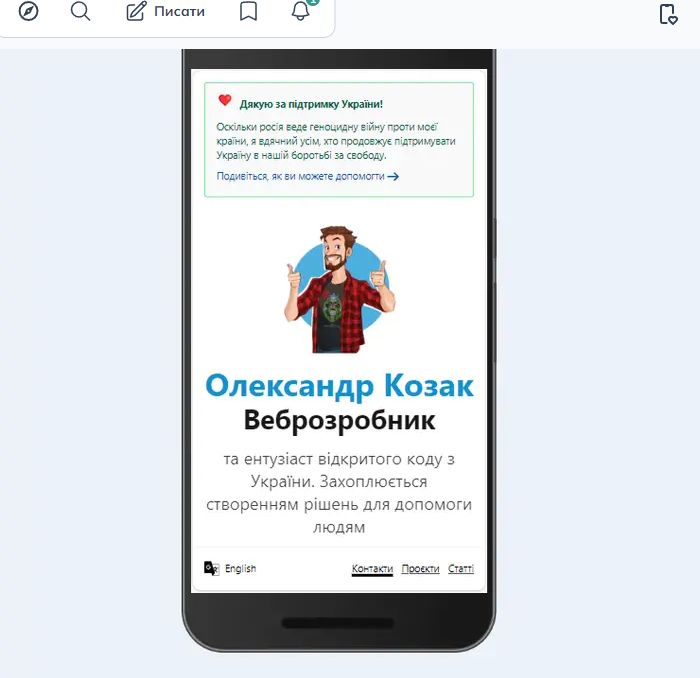 Писати
1
Дякую за підтримку України!
Оскільки росія веде геноцидну війну проти моєї
країни, я вдячний усім, хто продовжує підтримувати
Україну в нашій боротьбі за свободу.
Подивіться, як ви можете допомогти →
Олександр Козак
Веброзробник
та ентузіаст відкритого коду з
України. Захоплюється
створенням рішень для допомоги
людям
English Контакти Проєкти Статті